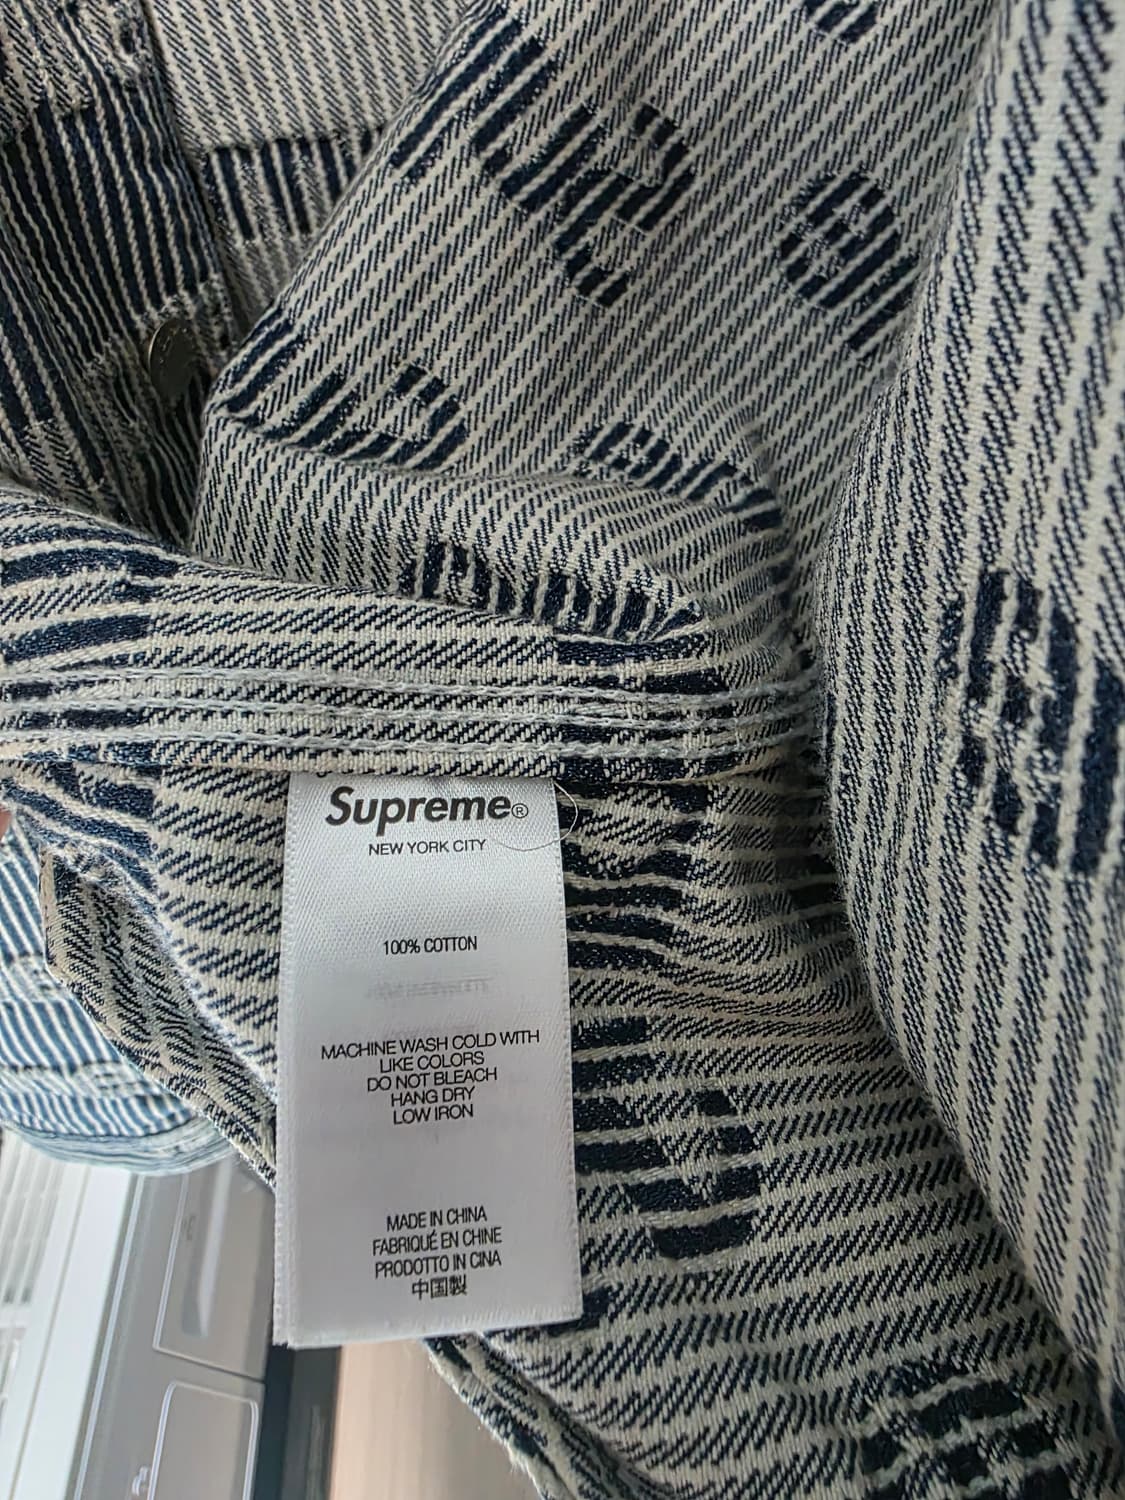 Supreme®
NEW YORK CITY
100% COTTON
MACHINE WASH COLD WITH
LIKE COLORS
DO NOT BLEACH
HANG DRY
LOW IRON
MADE IN CHINA
FABRIQUÉ EN CHINE
PRODOTTO IN CINA
中国製